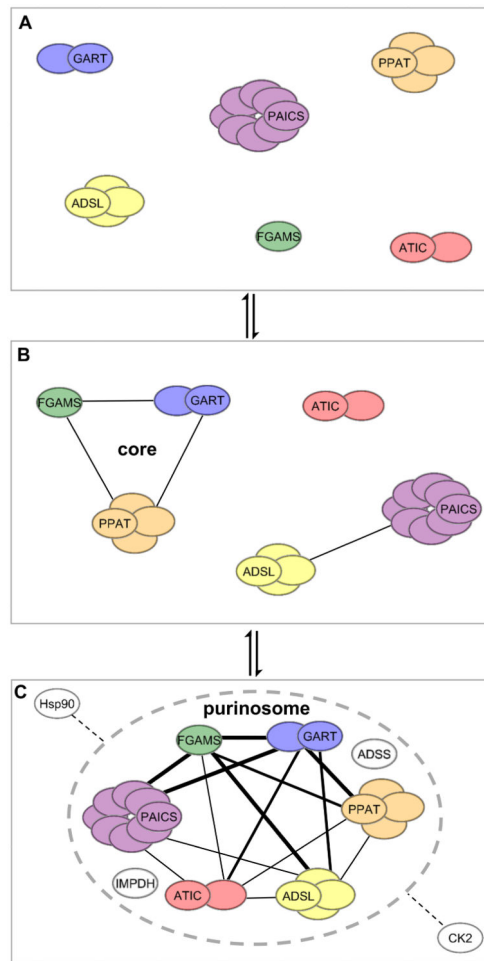 A
GART
PPAT
PAICS
ADSL
FGAMS
ATIC
B
FGAMS
GART
ATIC
core
PPAT
PAICS
ADSL
C
Hsp90
purinosome
FGAMS
GART
ADSS
PAICS
PPAT
IMPDH
ATIC
ADSL
CK2